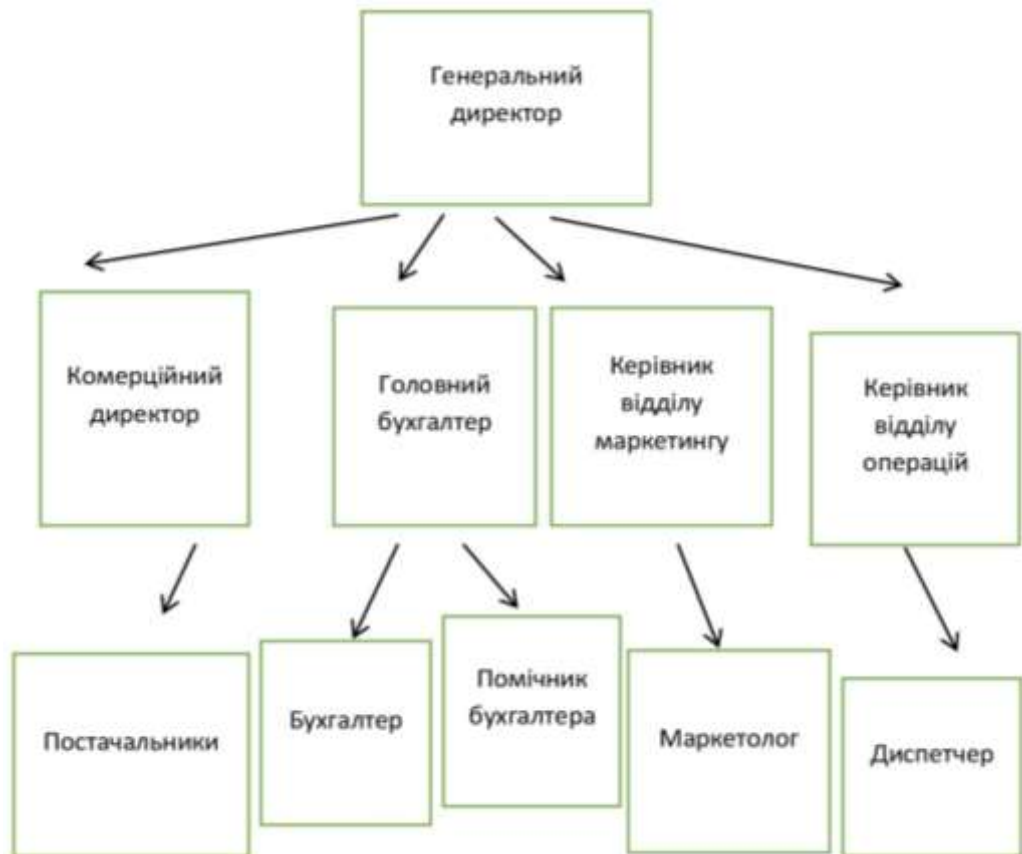 Генеральний
директор
Комерційний
директор
Головний
бухгалтер
Керівник
відділу
маркетингу
Керівник
відділу
операцій
Постачальники
Бухгалтер
Помічник
бухгалтера
Маркетолог
Диспетчер